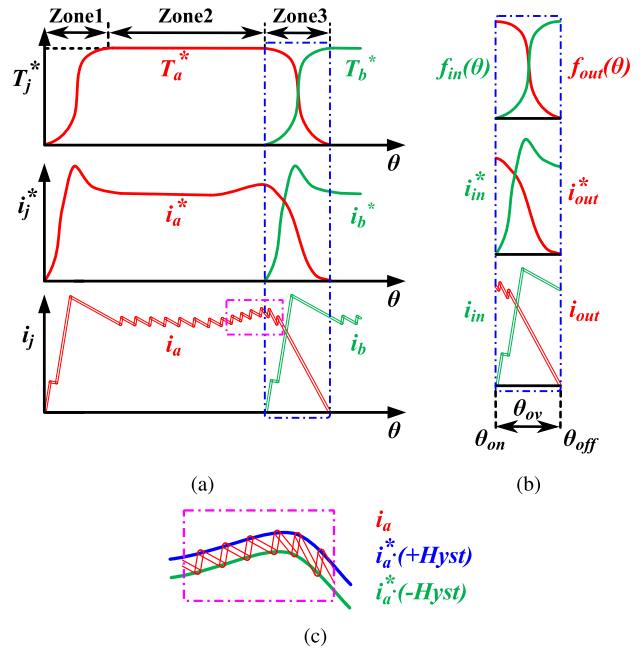 Zone1 Zone2 Zone3
T_j^* T_a^* T_b^*
θ
i_j^* i_a^* i_b^*
θ
i_j i_a i_b
θ
(a)
f_in(θ) f_out(θ)
i_in^* i_out^*
i_in i_out
θ_ov
θ_on θ_off
(b)
i_a
i_a^*.(+Hyst)
i_a^*.(-Hyst)
(c)